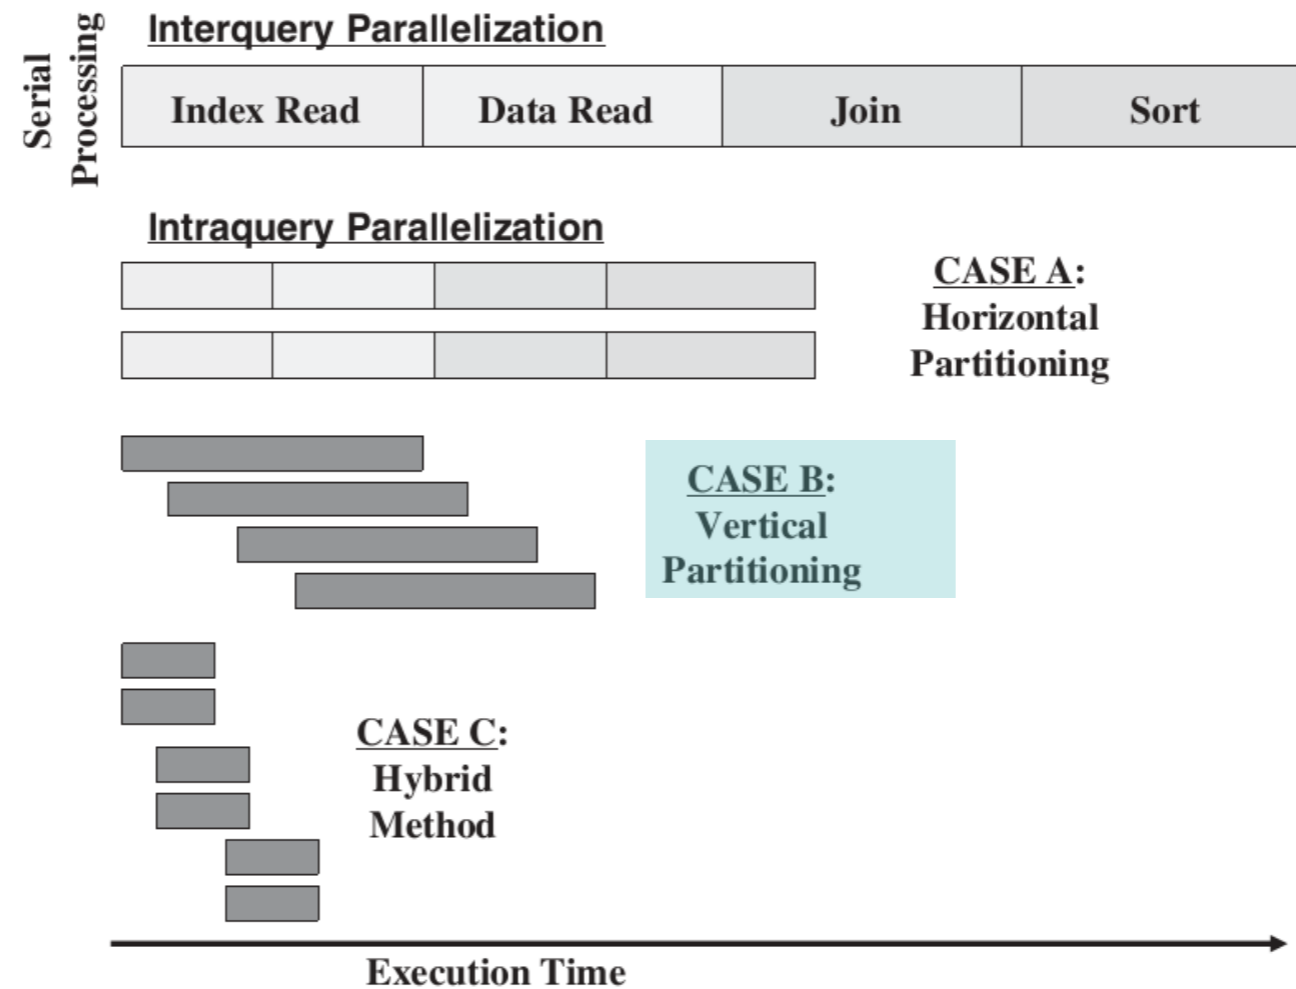 Serial
Processing
Interquery Parallelization
Index Read
Data Read
Join
Sort
Intraquery Parallelization
CASE A:
Horizontal
Partitioning
CASE B:
Vertical
Partitioning
CASE C:
Hybrid
Method
Execution Time